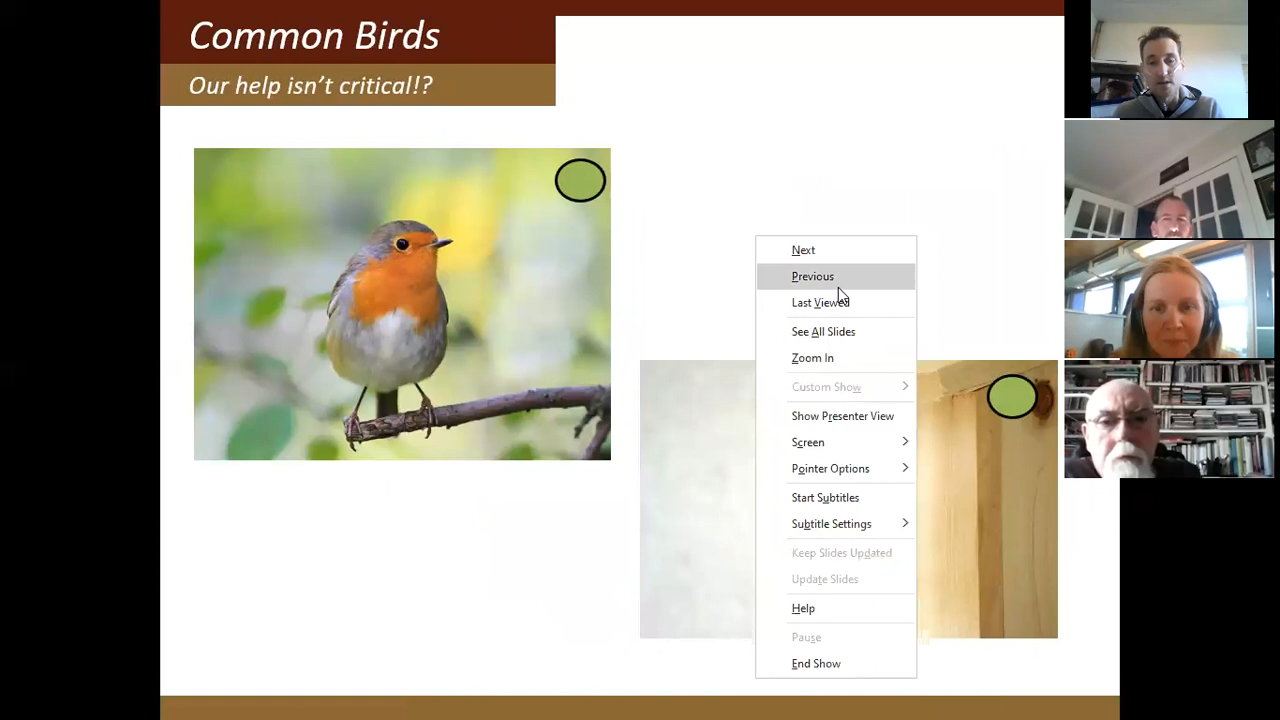 Common Birds
Our help isn't critical!?
Next
Previous
Last Viewed
See All Slides
Zoom In
Custom Show
Show Presenter View
Screen
Pointer Options
Start Subtitles
Subtitle Settings
Keep Slides Updated
Update Slides
Help
Pause
End Show